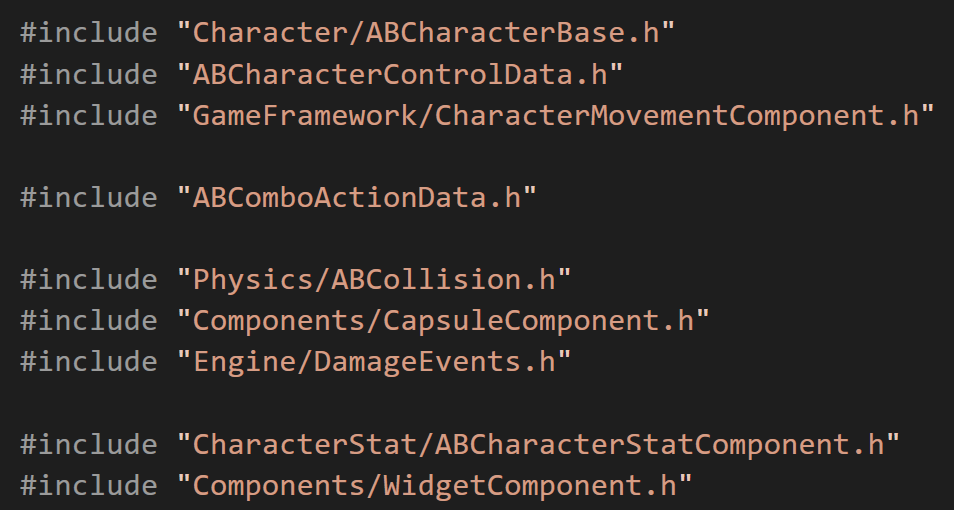 #include "Character/ABCharacterBase.h"
#include "ABCharacterControlData.h"
#include "GameFramework/CharacterMovementComponent.h"
#include "ABComboActionData.h"
#include "Physics/ABCollision.h"
#include "Components/CapsuleComponent.h"
#include "Engine/DamageEvents.h"
#include "CharacterStat/ABCharacterStatComponent.h"
#include "Components/WidgetComponent.h"